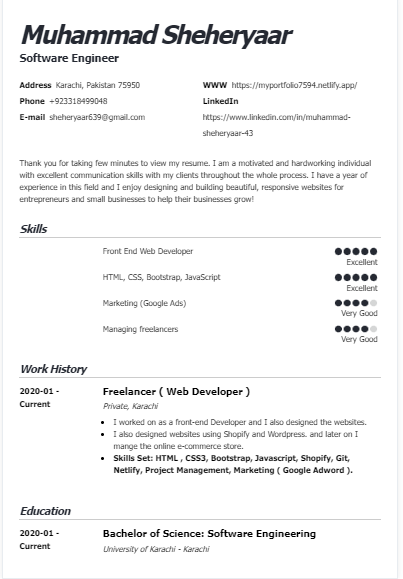 Muhammad Sheheryaar
Software Engineer
Address Karachi, Pakistan 75950
WWW https://myportfolio7594.netlify.app/
Phone +923318499048
LinkedIn
E-mail sheheryaar639@gmail.com
https://www.linkedin.com/in/muhammad-
sheheryaar-43
Thank you for taking few minutes to view my resume. I am a motivated and hardworking individual
with excellent communication skills with my clients throughout the whole process. I have a year of
experience in this field and I enjoy designing and building beautiful, responsive websites for
entrepreneurs and small businesses to help their businesses grow!
Skills
Front End Web Developer
Excellent
HTML, CSS, Bootstrap, JavaScript
Excellent
Marketing (Google Ads)
Very Good
Managing freelancers
Very Good
Work History
2020-01 -
Current
Freelancer ( Web Developer )
Private, Karachi
• I worked on as a front-end Developer and I also designed the websites.
• I also designed websites using Shopify and Wordpress. and later on I
mange the online e-commerce store.
• Skills Set: HTML , CSS3, Bootstrap, Javascript, Shopify, Git,
Netlify, Project Management, Marketing ( Google Adword ).
Education
2020-01 -
Current
Bachelor of Science: Software Engineering
University of Karachi - Karachi